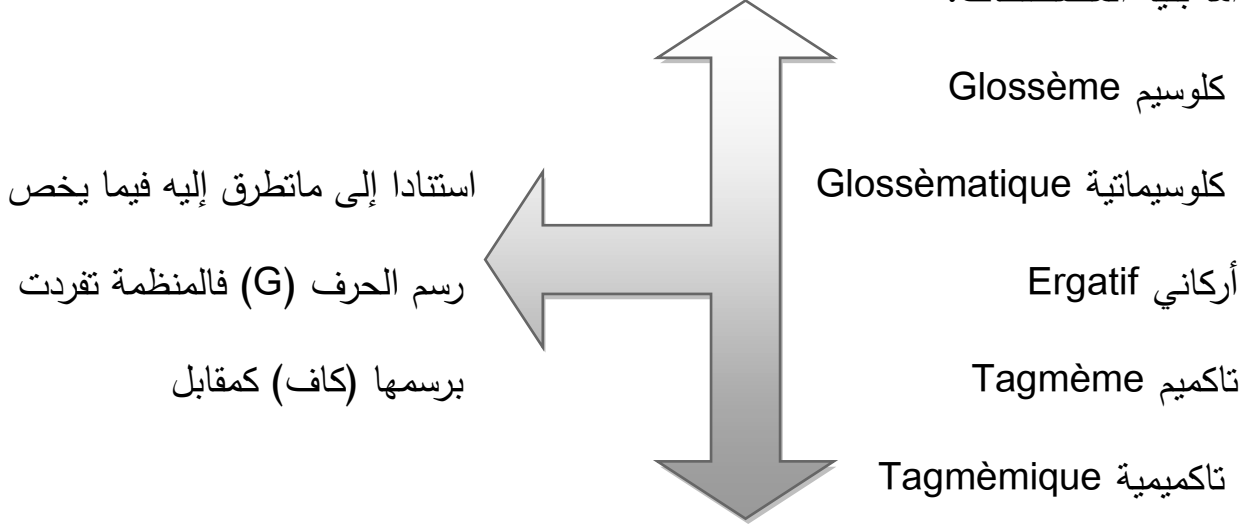 كلوسيم Glossème
كلوسيماتية Glossèmatique
أركاني Ergatif
تاكميم Tagmème
تاكميمية Tagmèmique
استنادا إلى ماتطرق إليه فيما يخص
رسم الحرف (G) فالمنظمة تفردت
برسمها (كاف) كمقابل